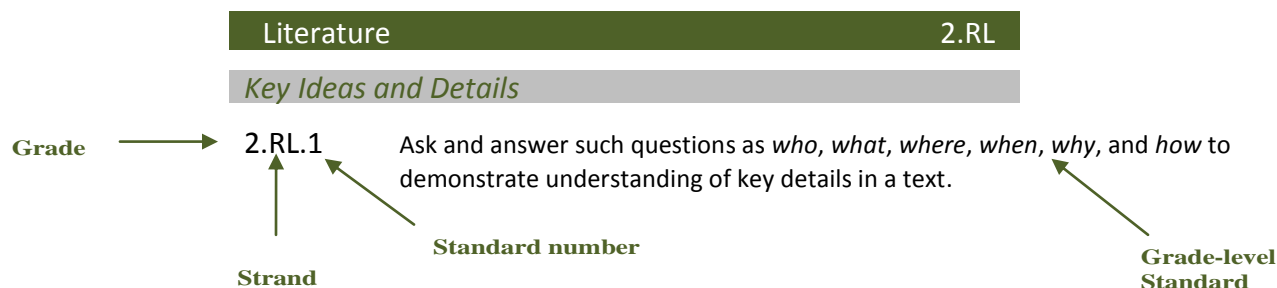 Literature 2.RL
Key Ideas and Details
Grade 2.RL.1 Ask and answer such questions as who, what, where, when, why, and how to
demonstrate understanding of key details in a text.
Standard number
Strand
Grade-level
Standard